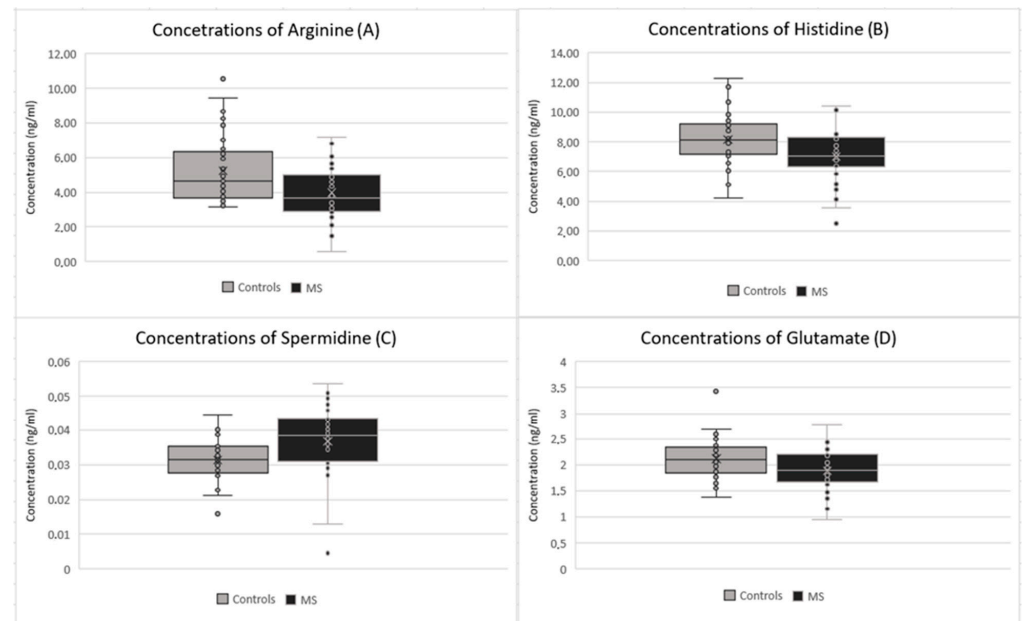 Concetrations of Arginine (A)
Concentration (ng/ml)
12,00
10,00
8,00
6,00
4,00
2,00
0,00
Controls MS
Concentrations of Histidine (B)
Concentration (ng/ml)
14,00
12,00
10,00
8,00
6,00
4,00
2,00
0,00
Controls MS
Concentrations of Spermidine (C)
Concentration (ng/ml)
0,06
0,05
0,04
0,03
0,02
0,01
0
Controls MS
Concentrations of Glutamate (D)
Concentration (ng/ml)
4
3,5
3
2,5
2
1,5
1
0,5
0
Controls MS